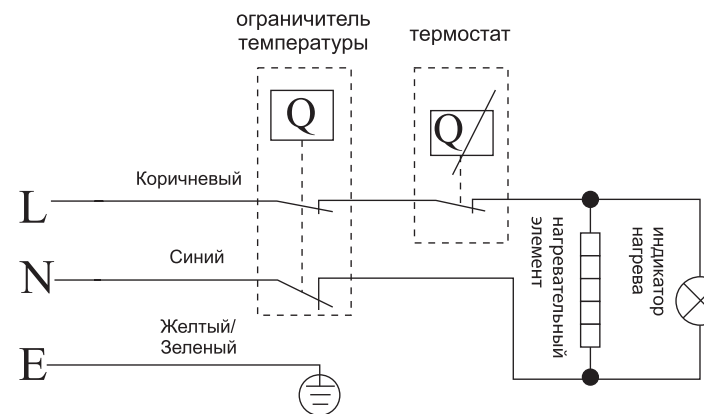 ограничитель
температуры
термостат
Q
Q
Коричневый
L
Синий
N
Желтый/
Зеленый
E
нагревательный
элемент
индикатор
нагрева